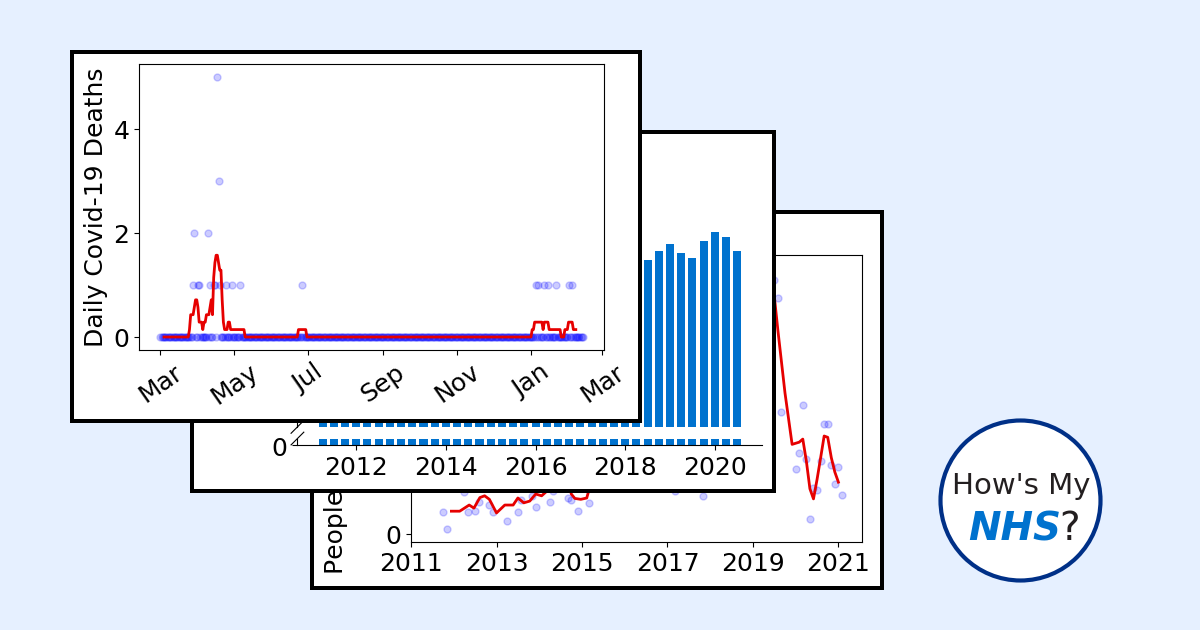 Daily Covid-19 Deaths
4
2
0
Mar May Jul Sep Nov Jan Mar
0
2012 2014 2016 2018 2020
People
0
2011 2013 2015 2017 2019 2021
How's My
NHS?